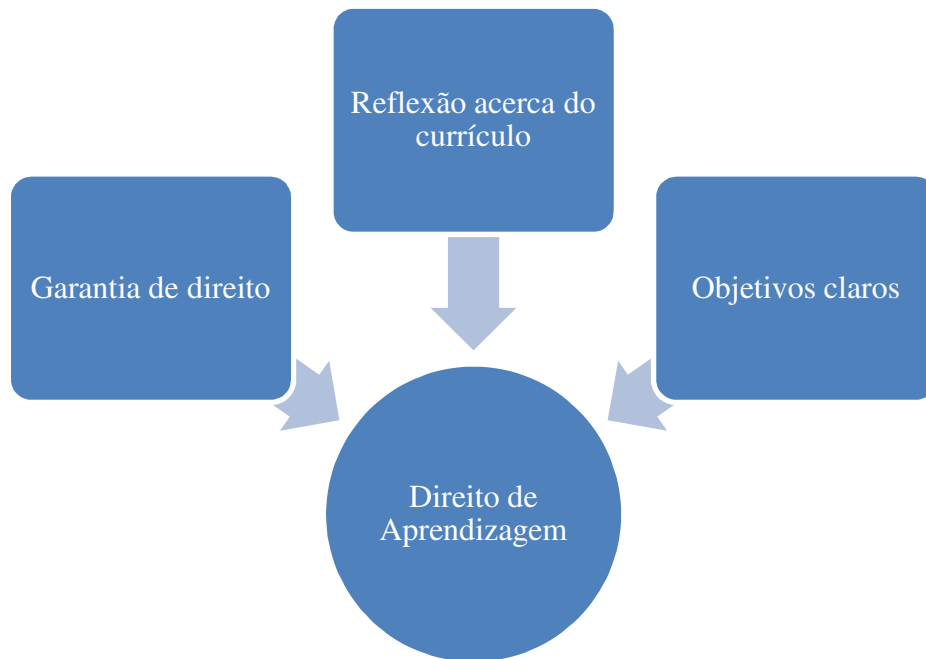 Reflexão acerca do
currículo
Garantia de direito
Objetivos claros
Direito de
Aprendizagem